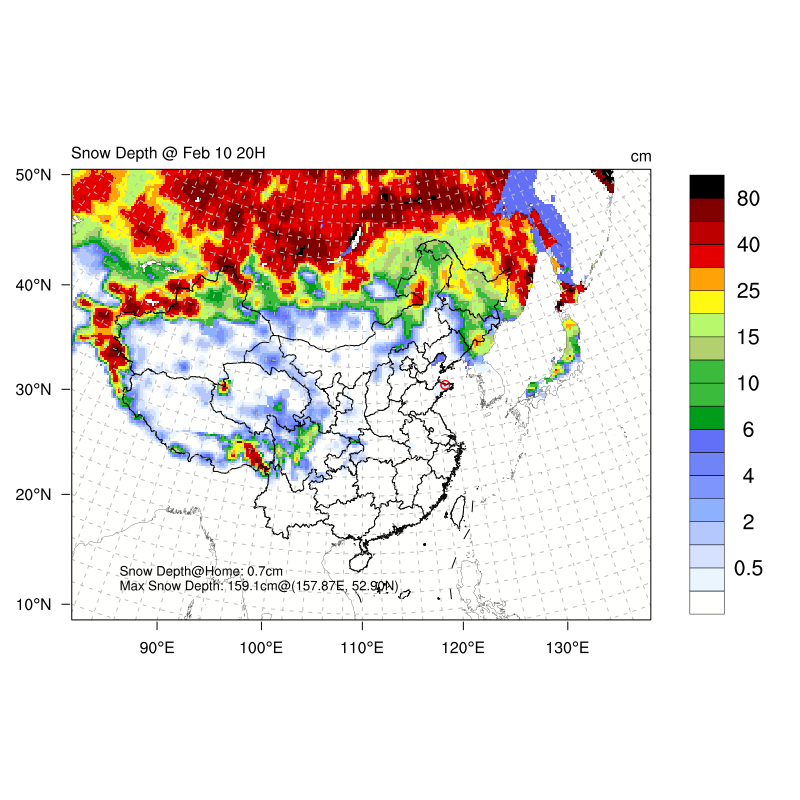 Snow Depth @ Feb 10 20H
cm
50°N
40°N
30°N
20°N
10°N
90°E
100°E
110°E
120°E
130°E
80
40
25
15
10
6
4
2
0.5
Snow Depth@Home: 0.7cm
Max Snow Depth: 159.1cm@(157.87E, 52.90N)